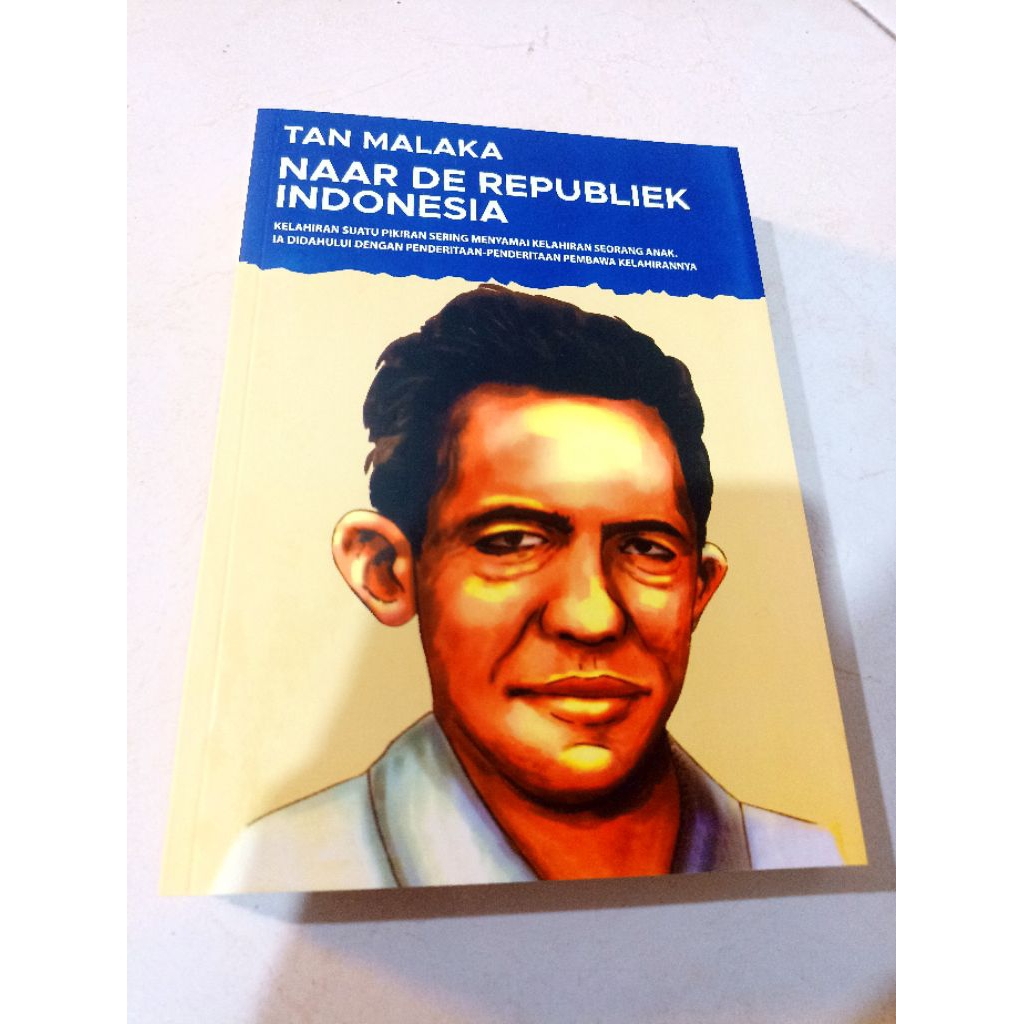 TAN MALAKA
NAAR DE REPUBLIEK
INDONESIA
KELAHIRAN SUATU PIKIRAN SERING MENYAMAI KELAHIRAN SEORANG ANAK.
IA DIDAHULUI DENGAN PENDERITAAN-PENDERITAAN PEMBAWA KELAHIRANNYA